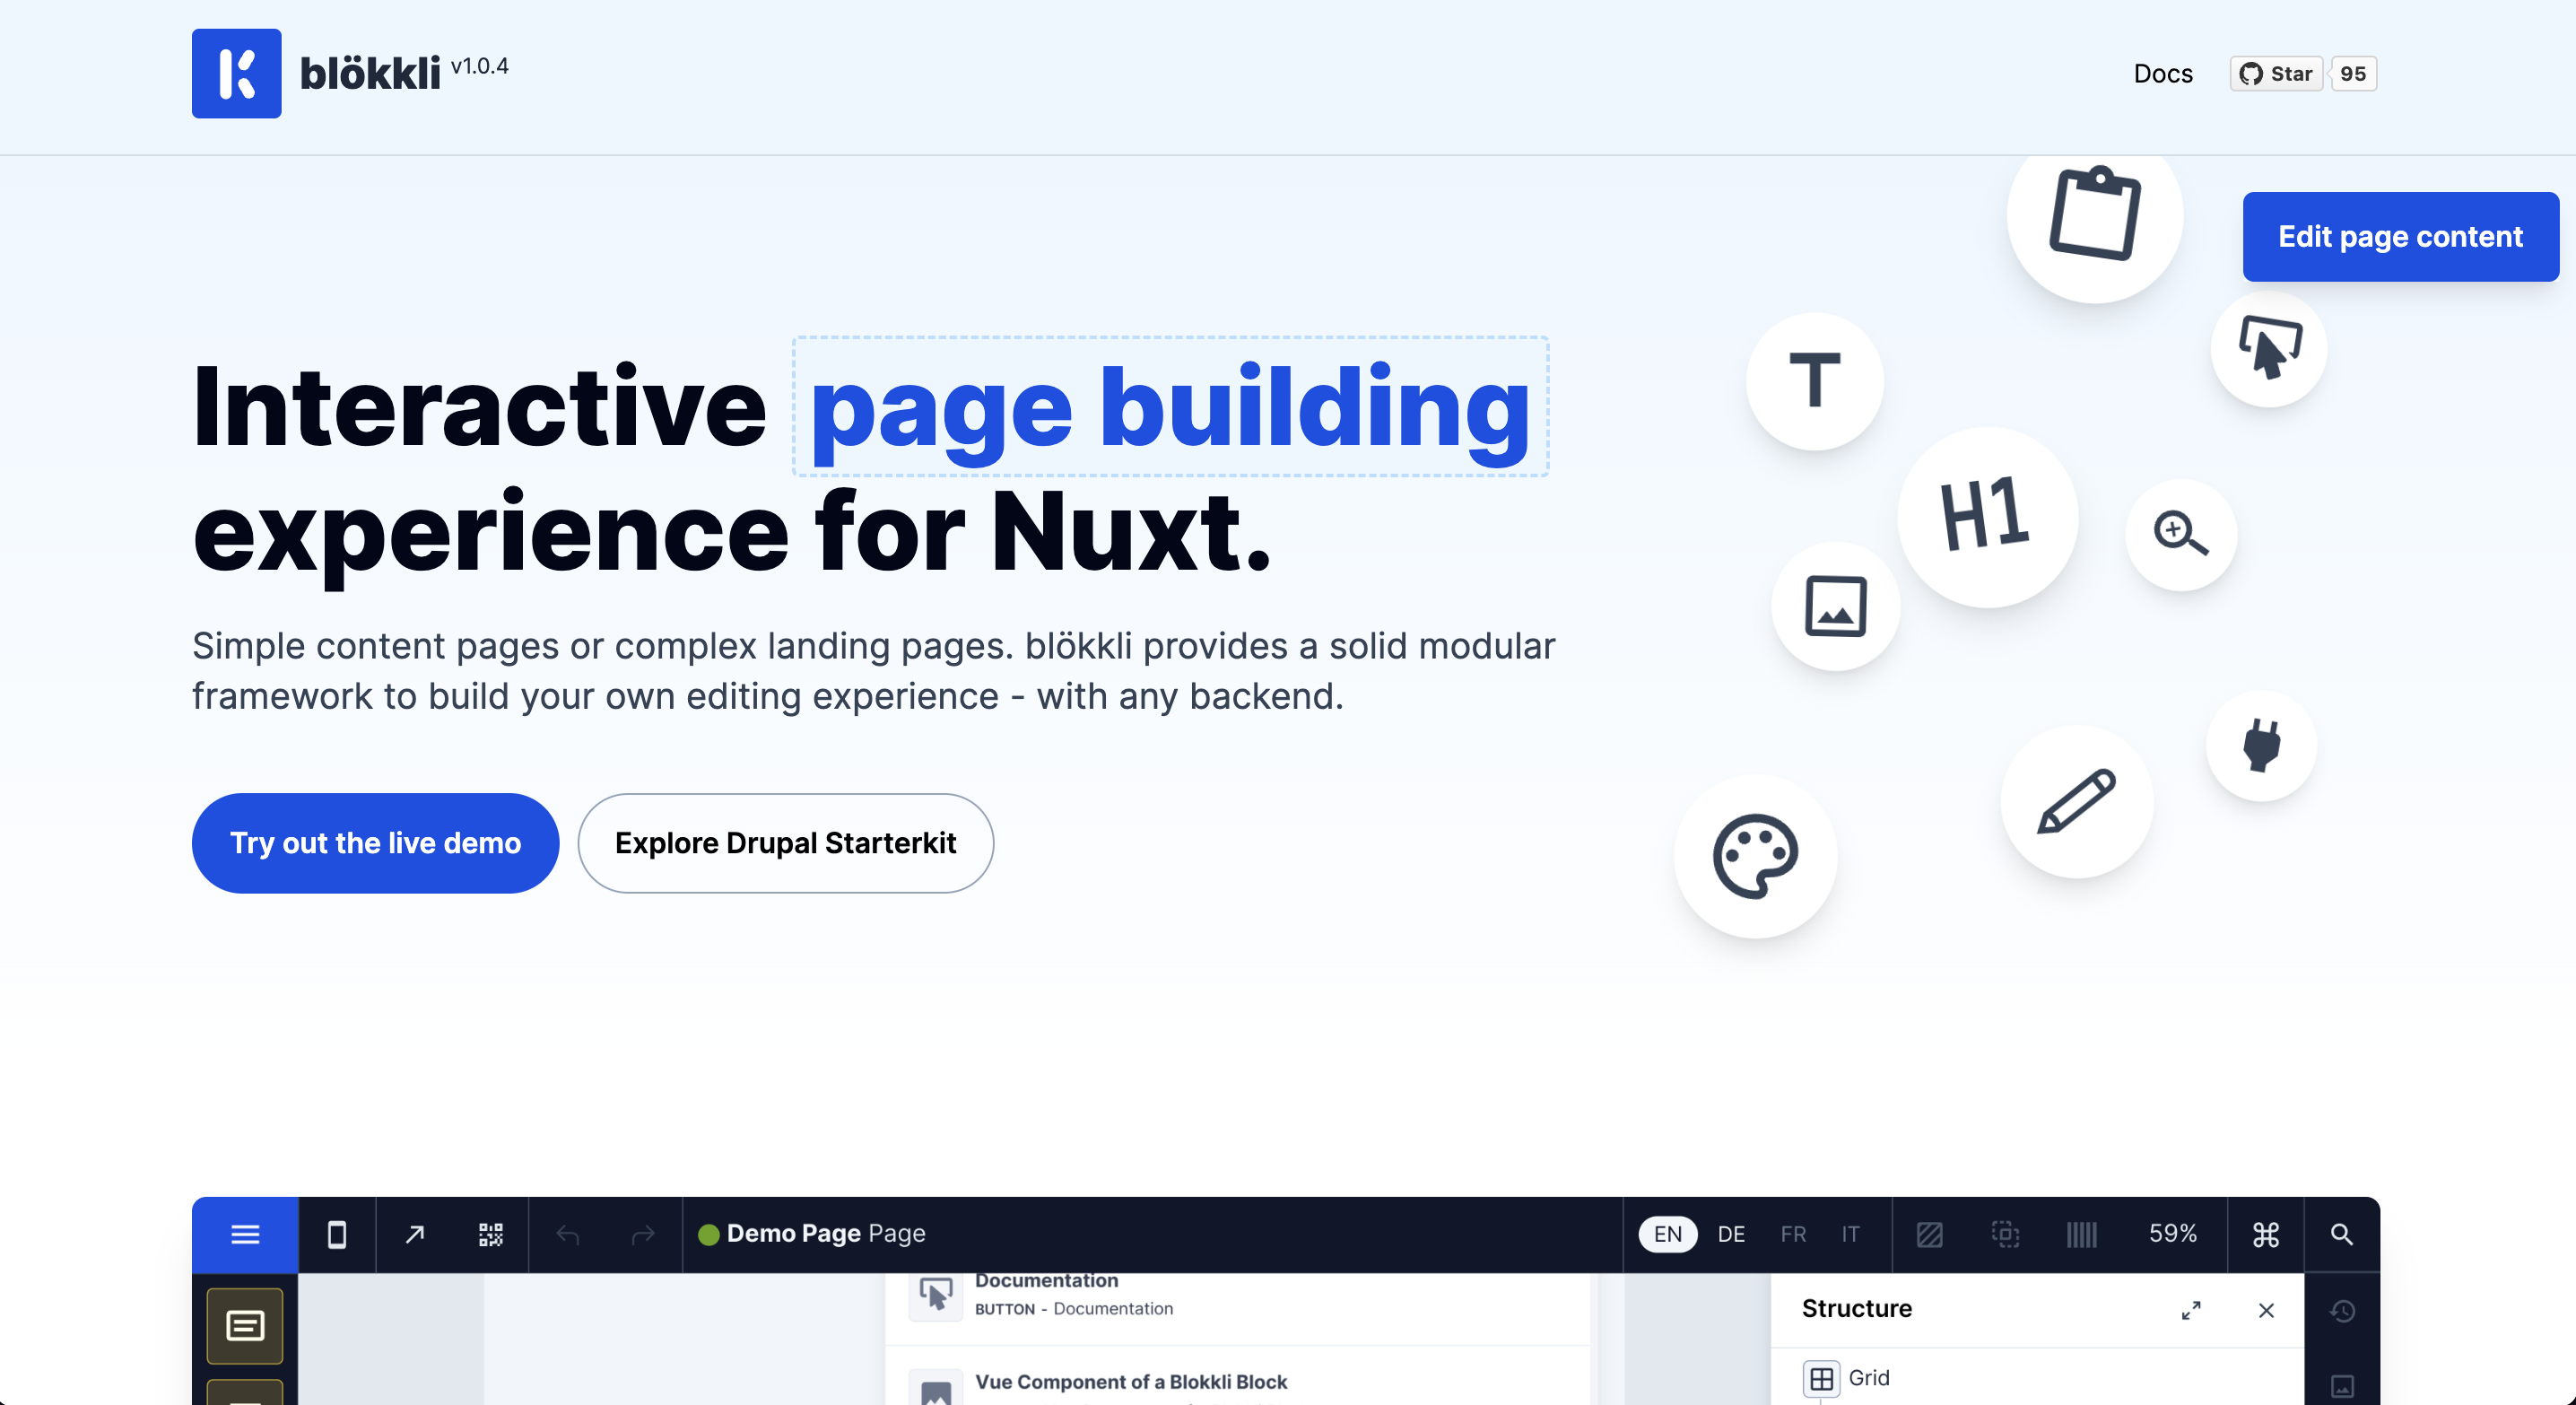 blökkli v1.0.4
Docs
Star 95
Edit page content
Interactive page building
experience for Nuxt.
T
H1
Simple content pages or complex landing pages. blökkli provides a solid modular
framework to build your own editing experience - with any backend.
Try out the live demo
Explore Drupal Starterkit
Demo Page Page
EN DE FR IT
59%
Documentation
BUTTON - Documentation
Vue Component of a Blokkli Block
Structure
Grid